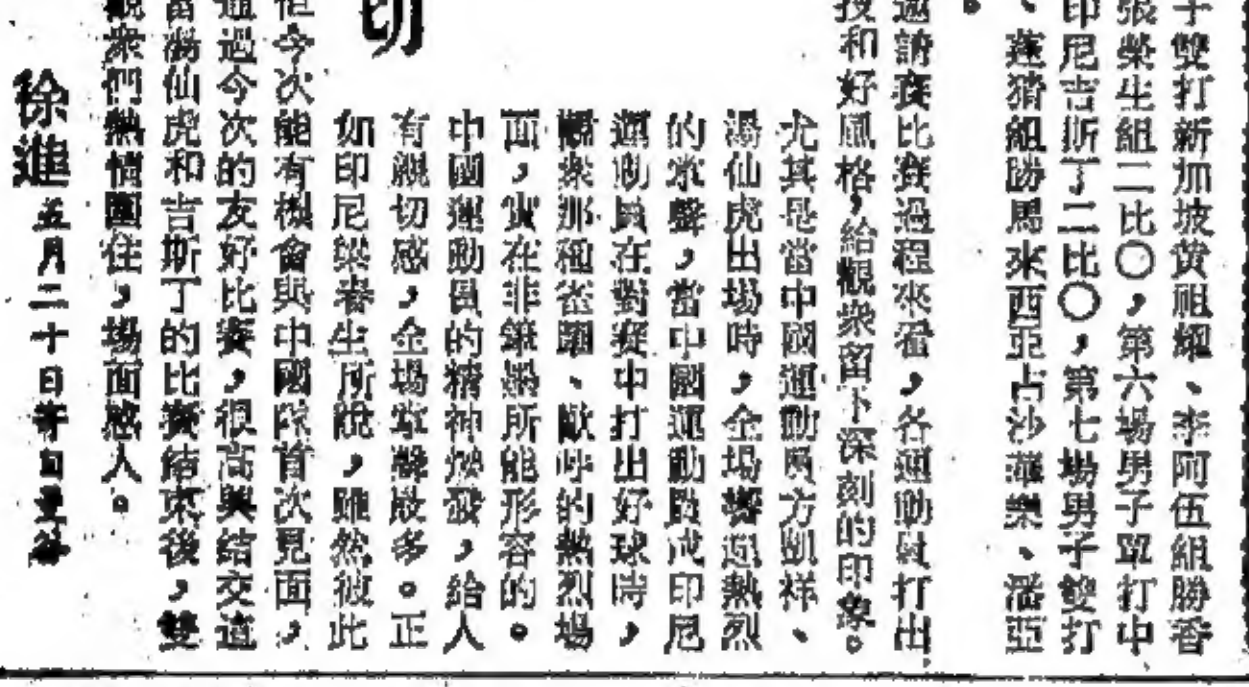 子雙打新加坡黄祖耀、李阿伍組勝香
張榮生組二比〇，第六場男子單打中
印尼吉斯丁二比〇，第七場男子雙打
、蓬猜組勝馬來西亞占沙華樂、潘亞
。
邀請賽比賽過程來看，各運動員打出
技和好風格，給觀衆留下深刻的印象。
尤其是當中國運動員方凱祥、
湯仙虎出場時，全場響起熱烈
的掌聲，當中國運動員或印尼
運動員在對賽中打出好球時，
觀衆那種雀躍、歡呼的熱烈場
面，實在非筆墨所能形容的。
中國運動員的精神煥發，給人
有親切感，全場掌聲最多。正
如印尼梁春生所說，雖然彼此
切
但今次能有機會與中國隊首次見面，
通過今次的友好比賽，很高興結交這
當湯仙虎和吉斯丁的比賽結束後，雙
觀衆們熱情圍住，場面感人。
徐進 五月二十日寄自曼谷